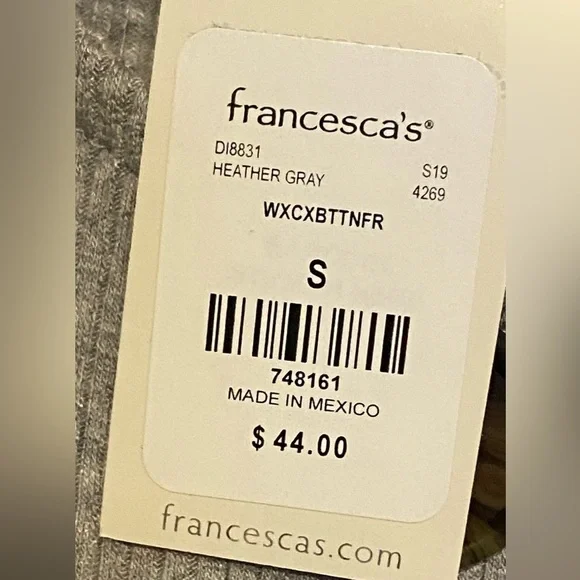 francesca's®
DI8831 S19
HEATHER GRAY 4269
WXCXBTTNFR
S
748161
MADE IN MEXICO
$ 44.00
francescas.com